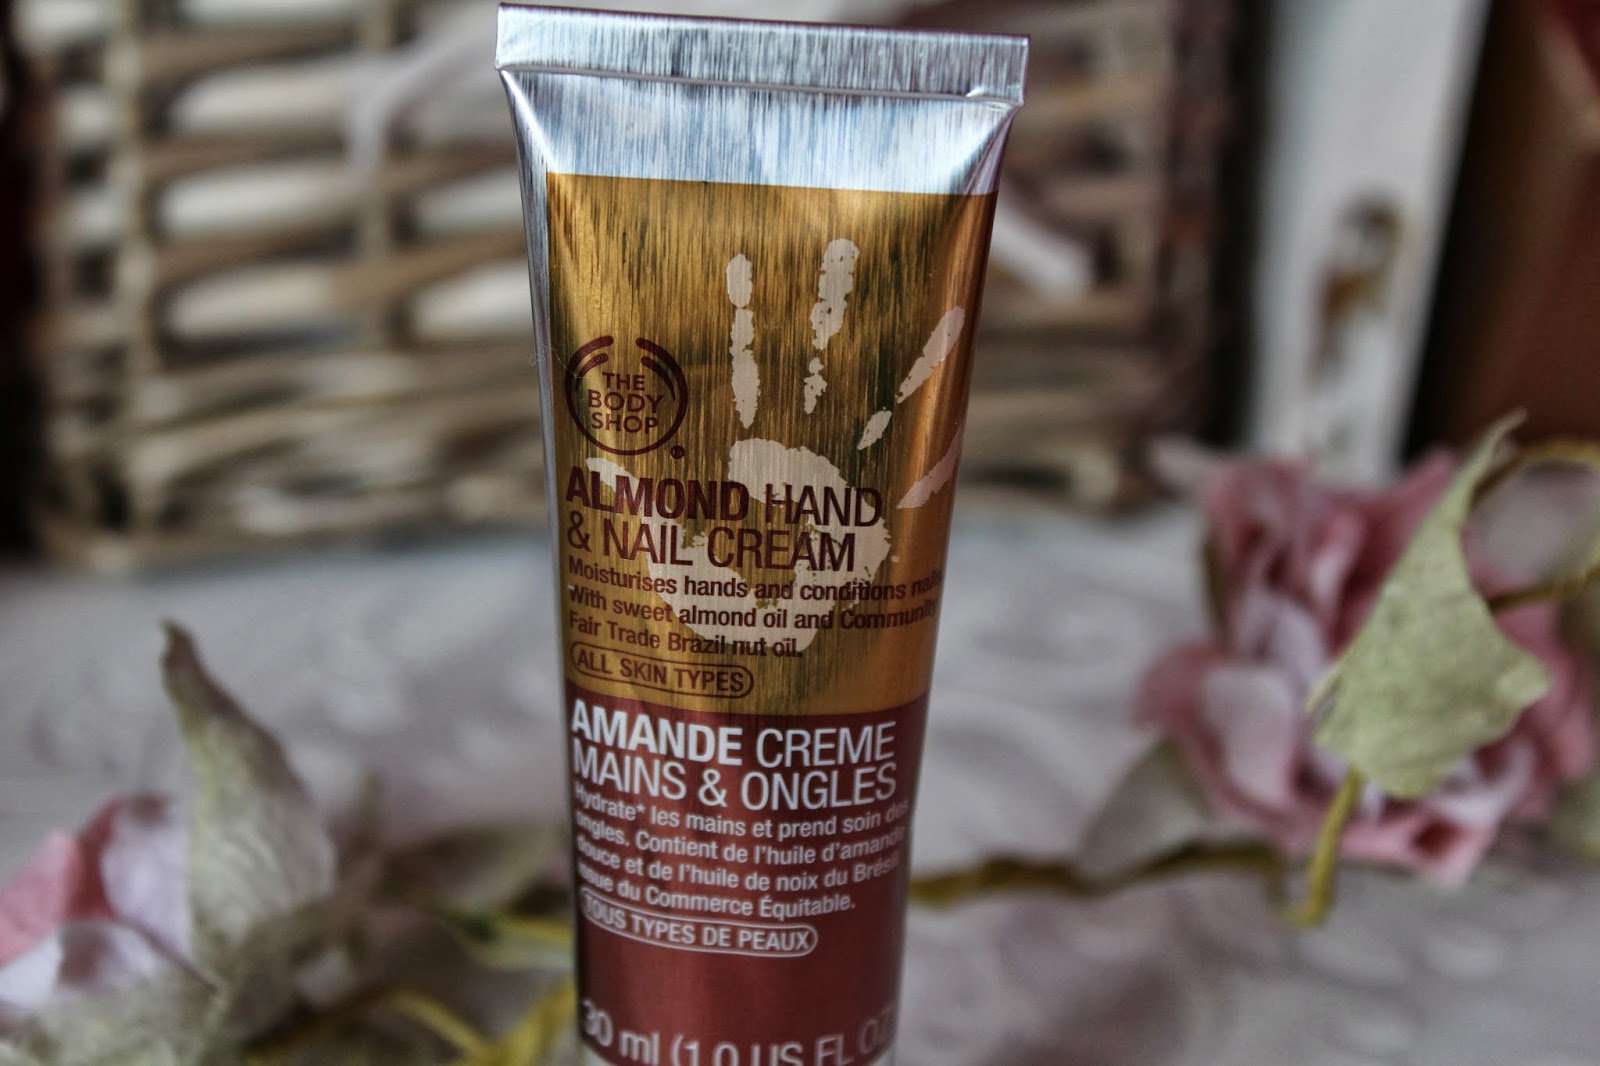 THE
BODY
SHOP
®
ALMOND HAND
& NAIL CREAM
Moisturises hands and conditions nails
With sweet almond oil and Community
Fair Trade Brazil nut oil.
ALL SKIN TYPES
AMANDE CREME
MAINS & ONGLES
Hydrate* les mains et prend soin des
ongles. Contient de l'huile d'amande
douce et de l'huile de noix du Brésil
issue du Commerce Équitable.
TOUS TYPES DE PEAUX
30 ml (1.0 US FL OZ